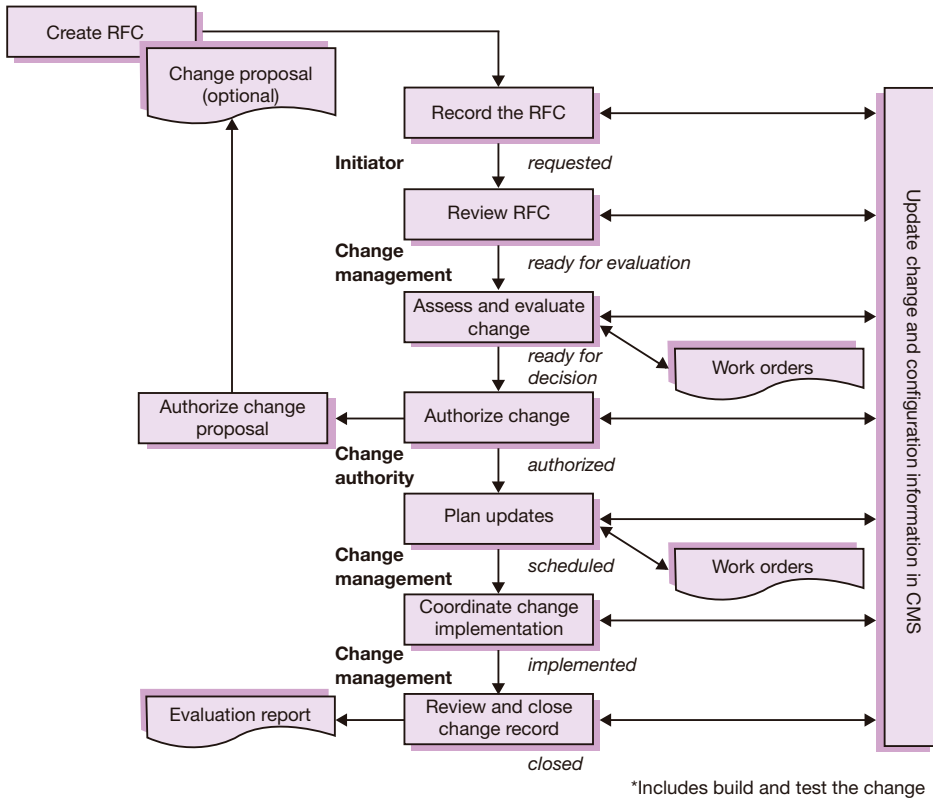 Create RFC
Change proposal
(optional)
Record the RFC
Initiator
requested
Review RFC
Change
management
ready for evaluation
Assess and evaluate
change
ready for
decision
Work orders
Authorize change
proposal
Authorize change
Change
authority
authorized
Plan updates
Change
management
scheduled
Work orders
Coordinate change
implementation
Change
management
implemented
Evaluation report
Review and close
change record
closed
Update change and configuration information in CMS
*Includes build and test the change